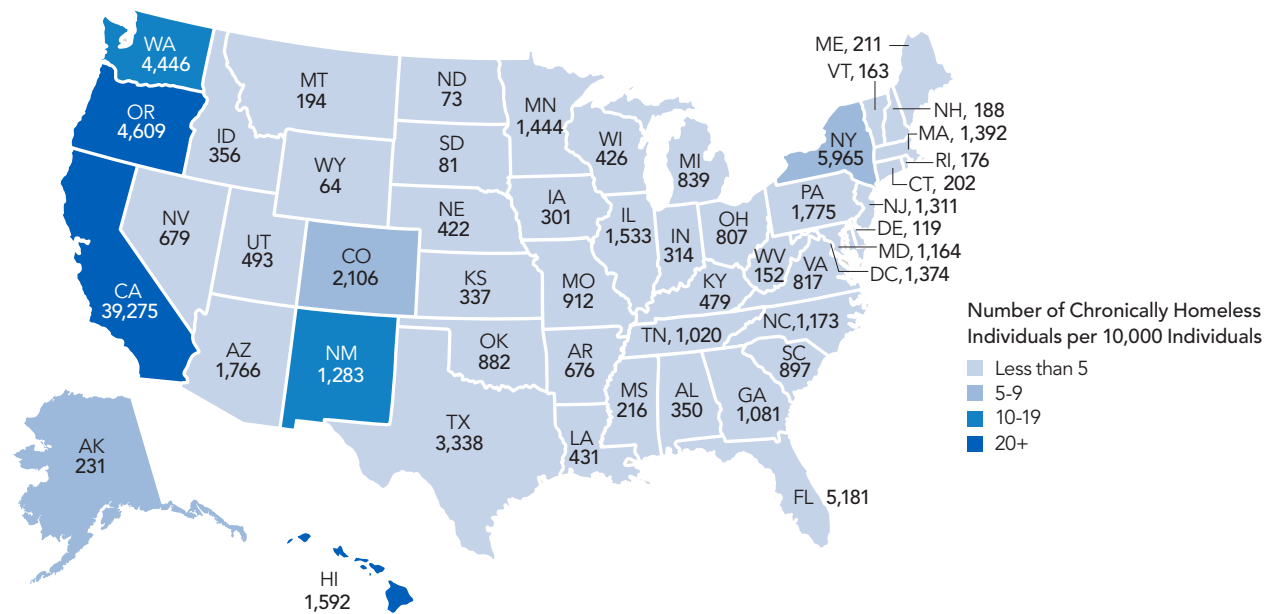 WA
4,446
OR
4,609
CA
39,275
ID
356
NV
679
MT
194
WY
64
UT
493
AZ
1,766
CO
2,106
NM
1,283
ND
73
SD
81
NE
422
KS
337
OK
882
TX
3,338
MN
1,444
IA
301
MO
912
AR
676
LA
431
WI
426
IL
1,533
MI
839
IN
314
OH
807
KY
479
TN, 1,020
MS
216
AL
350
GA
1,081
FL 5,181
SC
897
NC,1,173
WV
152
VA
817
PA
1,775
NY
5,965
ME, 211
VT, 163
NH, 188
MA, 1,392
RI, 176
CT, 202
NJ, 1,311
DE, 119
MD, 1,164
DC,1,374
AK
231
HI
1,592
Number of Chronically Homeless
Individuals per 10,000 Individuals
Less than 5
5-9
10-19
20+